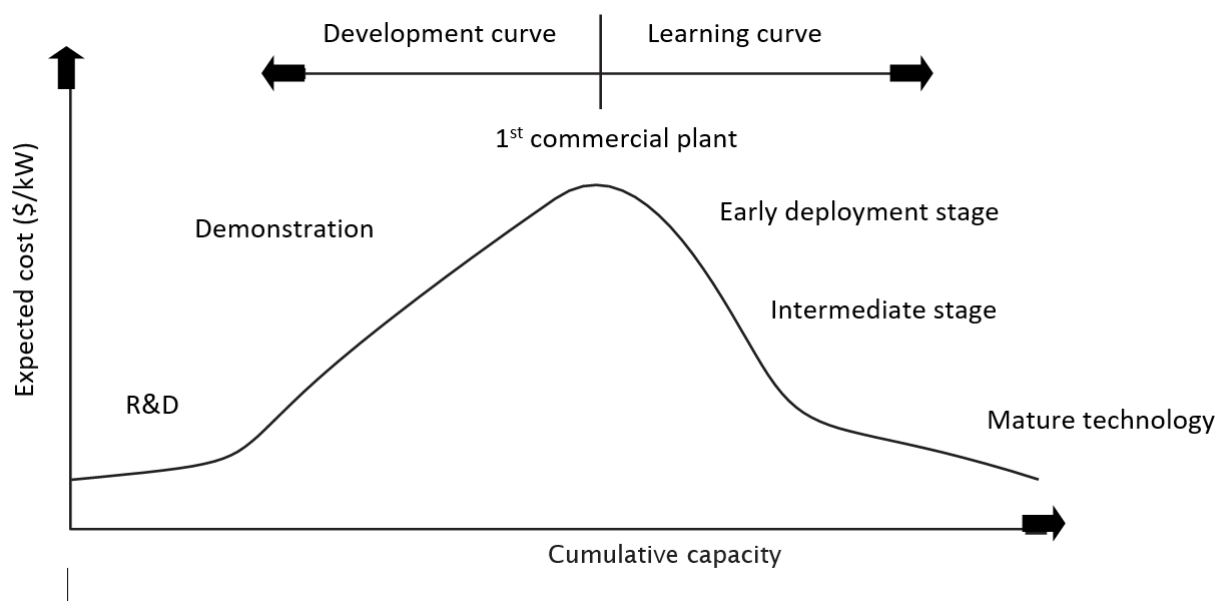 Development curve
Learning curve
1st commercial plant
Demonstration
Early deployment stage
Intermediate stage
R&D
Mature technology
Expected cost ($/kW)
Cumulative capacity